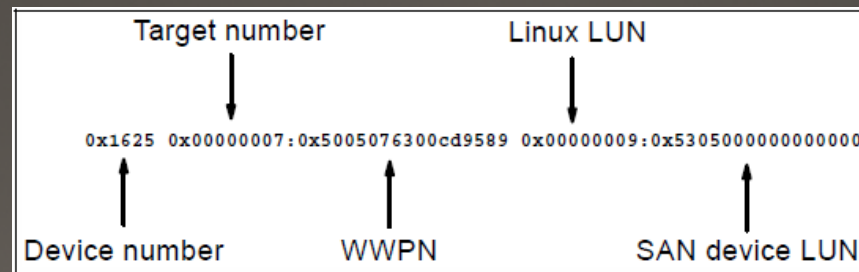 Target number Linux LUN
0x1625 0x00000007:0x5005076300cd9589 0x00000009:0x5305000000000000
Device number WWPN SAN device LUN